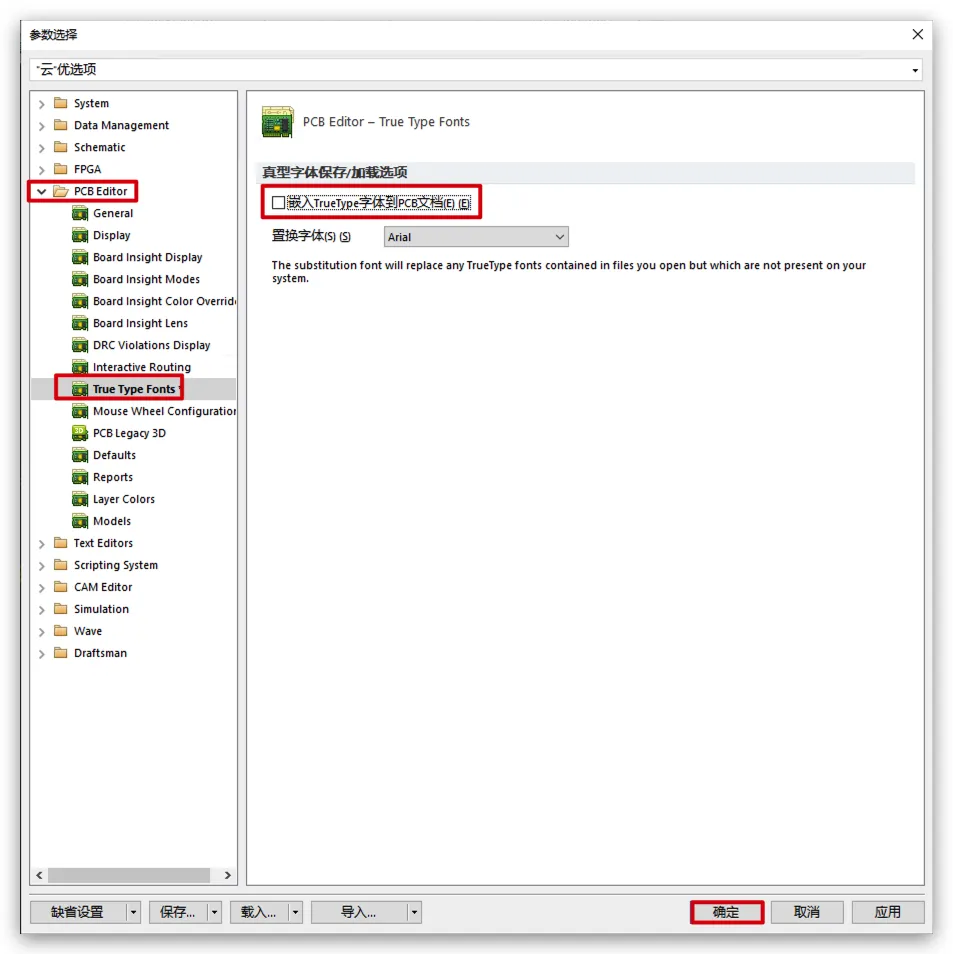 参数选择
"云"优选项
System
Data Management
Schematic
FPGA
PCB Editor
General
Display
Board Insight Display
Board Insight Modes
Board Insight Color Overrid
Board Insight Lens
DRC Violations Display
Interactive Routing
True Type Fonts *
Mouse Wheel Configuration
PCB Legacy 3D
Defaults
Reports
Layer Colors
Models
Text Editors
Scripting System
CAM Editor
Simulation
Wave
Draftsman
PCB Editor – True Type Fonts
真型字体保存/加载选项
嵌入TrueType字体到PCB文档(E) (E)
置换字体(S) (S) Arial
The substitution font will replace any TrueType fonts contained in files you open but which are not present on your
system.
缺省设置 保存... 载入... 导入... 确定 取消 应用